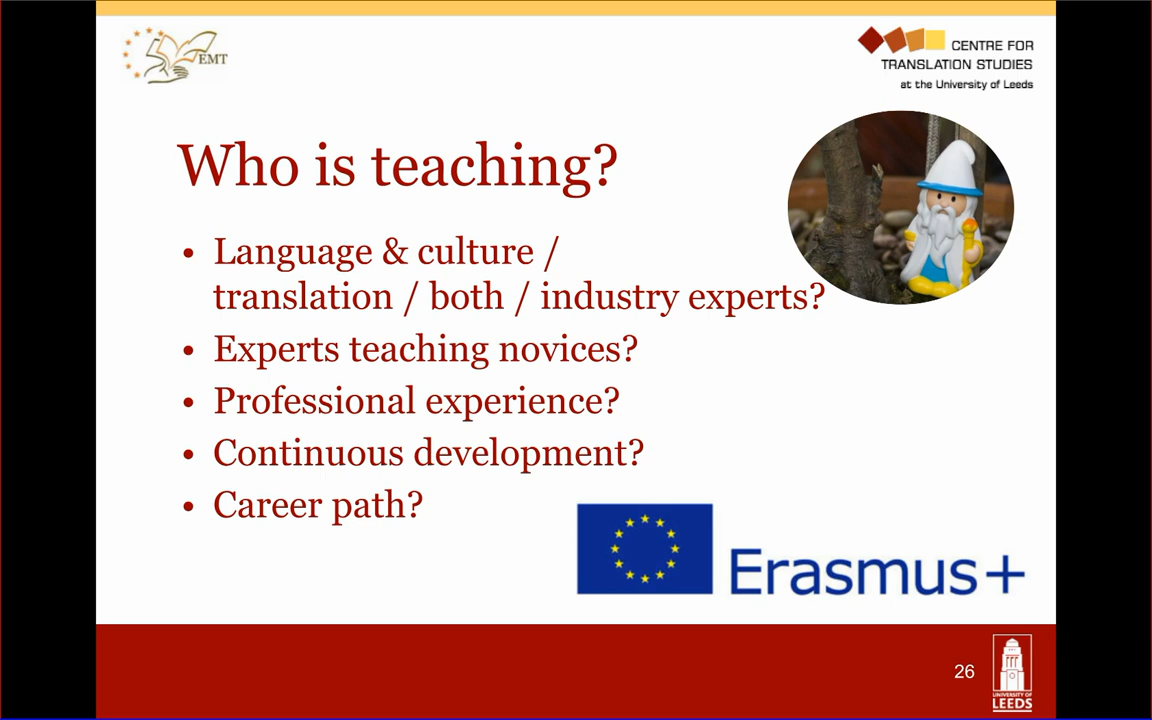 EMT
CENTRE FOR
TRANSLATION STUDIES
at the University of Leeds
Who is teaching?
• Language & culture /
translation / both / industry experts?
• Experts teaching novices?
• Professional experience?
• Continuous development?
• Career path?
Erasmus+
26
UNIVERSITY OF
LEEDS